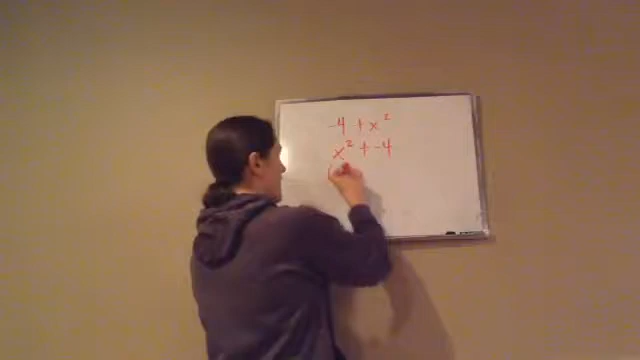 -4 + x²
x² + -4
(